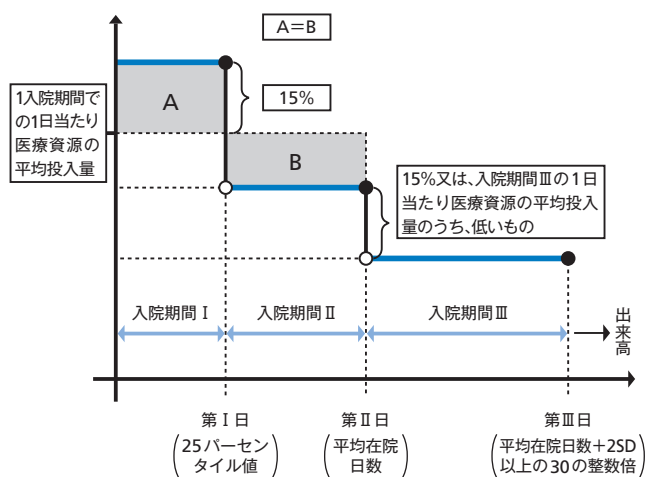 A＝B
15%
1入院期間で
の1日当たり
医療資源の
平均投入量
A
B
15%又は、入院期間Ⅲの1日
当たり医療資源の平均投入
量のうち、低いもの
入院期間Ⅰ
入院期間Ⅱ
入院期間Ⅲ
出来高
第Ⅰ日
(25パーセン
タイル値)
第Ⅱ日
(平均在院
日数)
第Ⅲ日
(平均在院日数＋2SD
以上の30の整数倍)